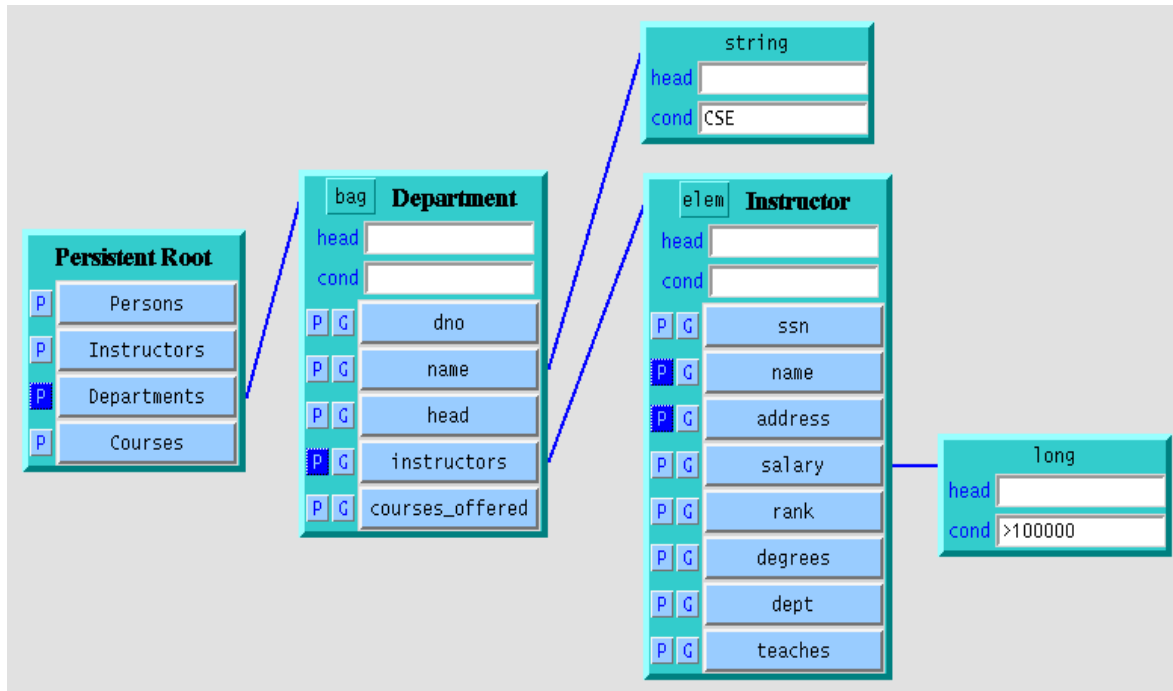 Persistent Root
P Persons
P Instructors
P Departments
P Courses
bag Department
head
cond
P G dno
P G name
P G head
P G instructors
P G courses_offered
string
head
cond CSE
elem Instructor
head
cond
P G ssn
P G name
P G address
P G salary
P G rank
P G degrees
P G dept
P G teaches
long
head
cond >100000